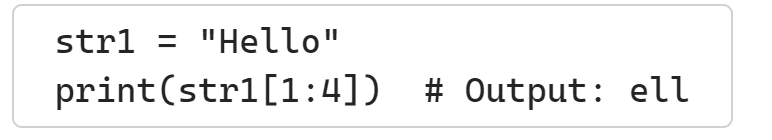 str1 = "Hello"
print(str1[1:4])  # Output: ell